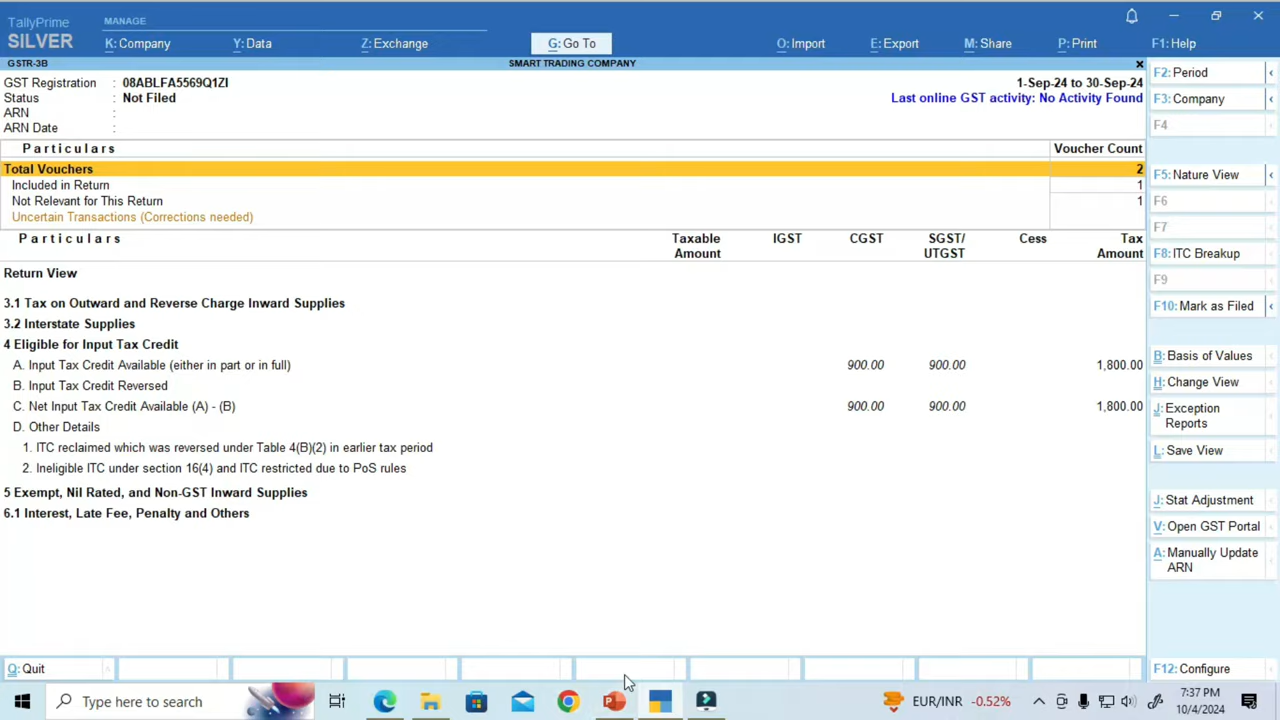 TallyPrime
SILVER
MANAGE
K: Company
Y: Data
Z: Exchange
G: Go To
O: Import
E: Export
M: Share
P: Print
F1: Help
GSTR-3B
SMART TRADING COMPANY
GST Registration : 08ABLFA5569Q1ZI
1-Sep-24 to 30-Sep-24
Status : Not Filed
Last online GST activity: No Activity Found
ARN :
ARN Date :
Particulars Voucher Count
Total Vouchers 2
Included in Return 1
Not Relevant for This Return 1
Uncertain Transactions (Corrections needed)
Particulars Taxable Amount IGST CGST SGST/ UTGST Cess Tax Amount
Return View
3.1 Tax on Outward and Reverse Charge Inward Supplies
3.2 Interstate Supplies
4 Eligible for Input Tax Credit
A. Input Tax Credit Available (either in part or in full) 900.00 900.00 1,800.00
B. Input Tax Credit Reversed
C. Net Input Tax Credit Available (A) - (B) 900.00 900.00 1,800.00
D. Other Details
1. ITC reclaimed which was reversed under Table 4(B)(2) in earlier tax period
2. Ineligible ITC under section 16(4) and ITC restricted due to PoS rules
5 Exempt, Nil Rated, and Non-GST Inward Supplies
6.1 Interest, Late Fee, Penalty and Others
F2: Period
F3: Company
F4
F5: Nature View
F6
F7
F8: ITC Breakup
F9
F10: Mark as Filed
B: Basis of Values
H: Change View
J: Exception
Reports
L: Save View
J: Stat Adjustment
V: Open GST Portal
A: Manually Update
ARN
Q: Quit
F12: Configure
Type here to search
EUR/INR -0.52%
7:37 PM
10/4/2024